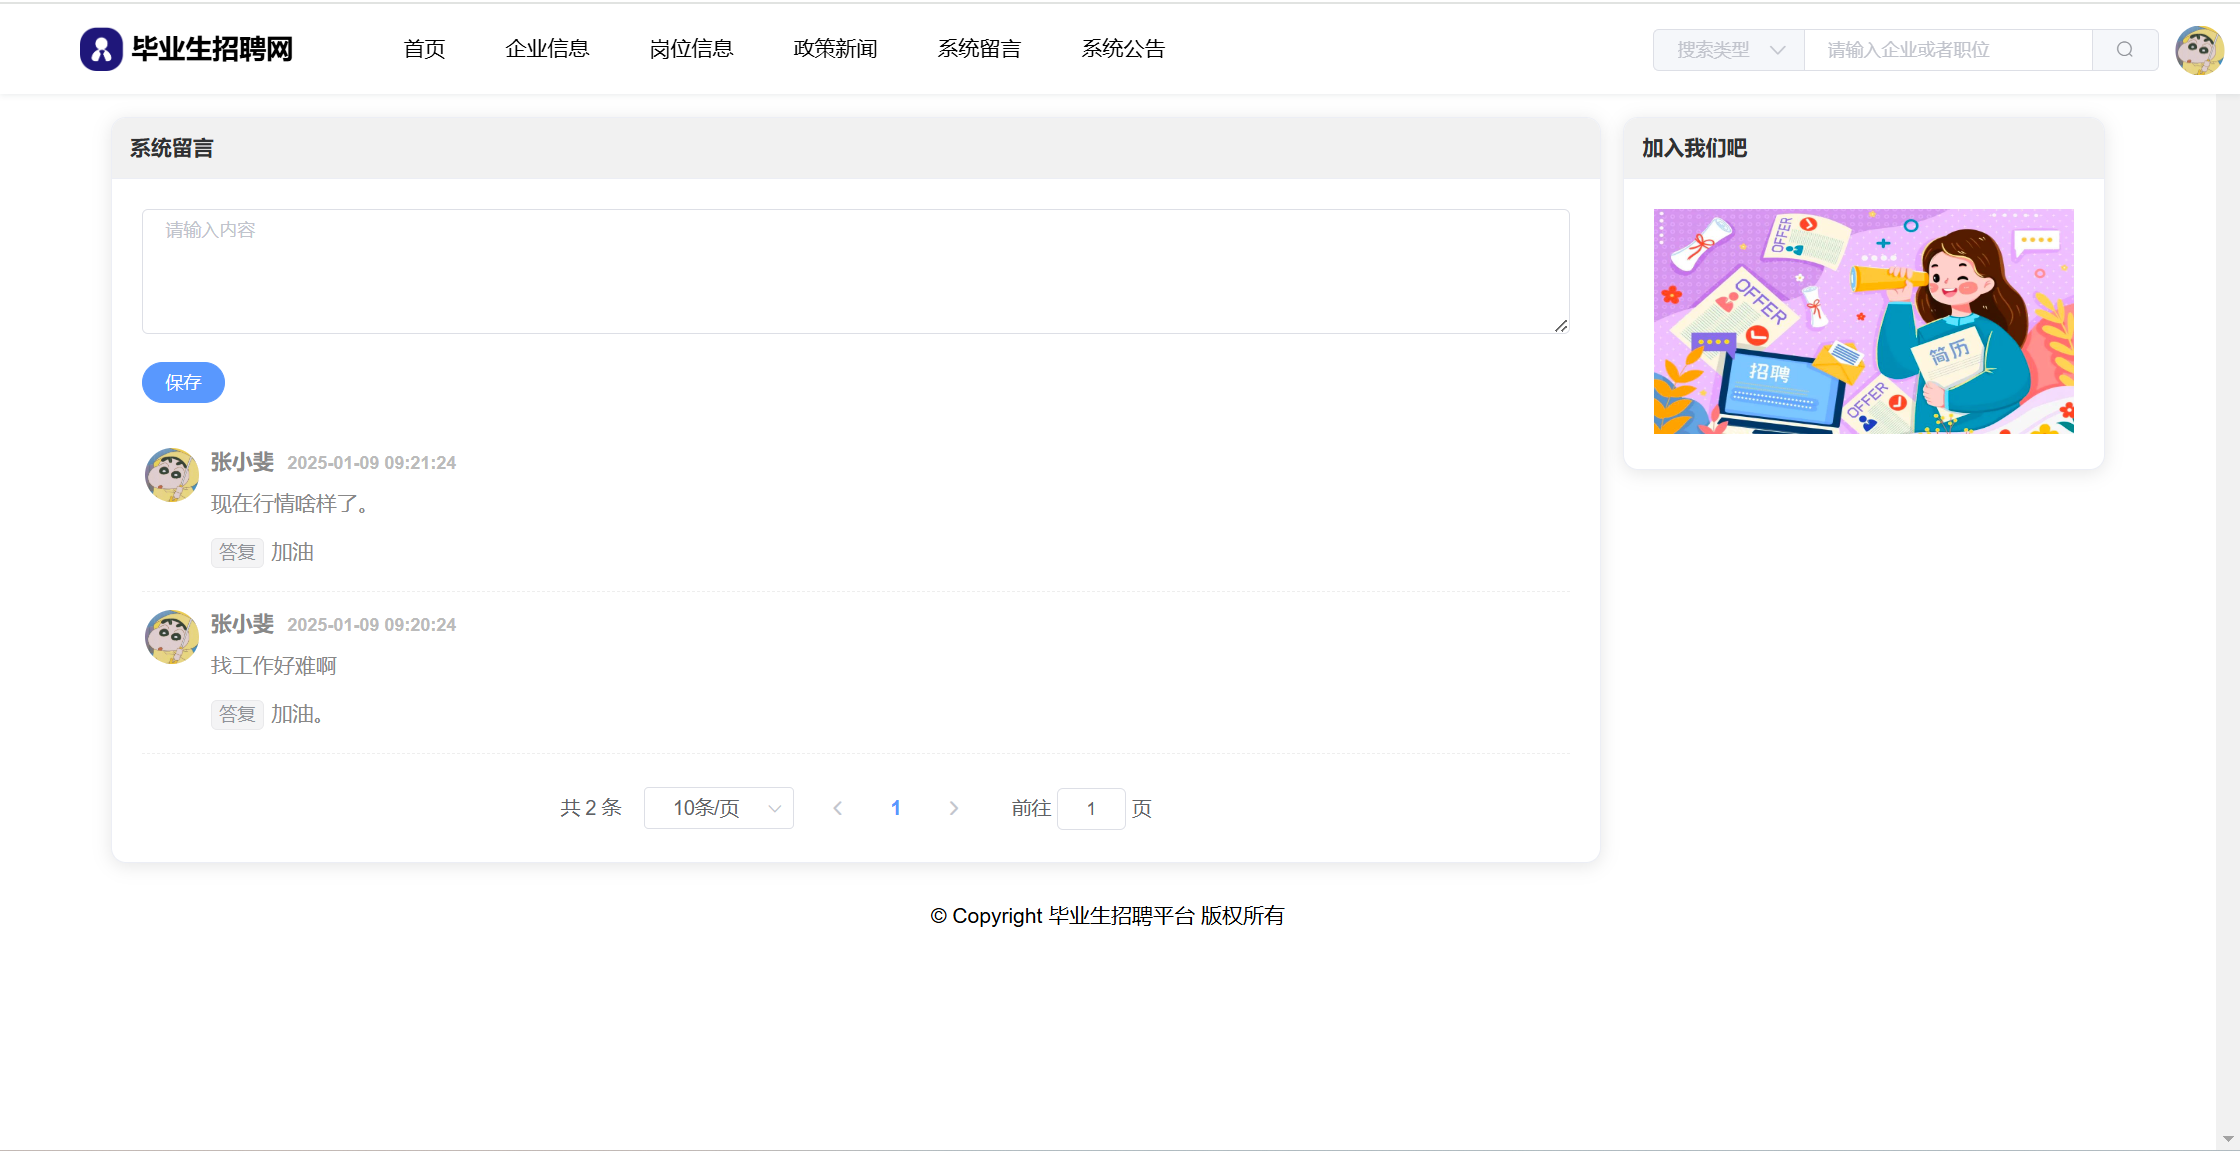 毕业生招聘网
首页 企业信息 岗位信息 政策新闻 系统留言 系统公告
搜索类型 请输入企业或者职位
系统留言
请输入内容
保存
张小斐 2025-01-09 09:21:24
现在行情啥样了。
答复 加油
张小斐 2025-01-09 09:20:24
找工作好难啊
答复 加油。
共 2 条 10条/页 1 前往 1 页
加入我们吧
OFFER
OFFER
简历
招聘
OFFER
© Copyright 毕业生招聘平台 版权所有